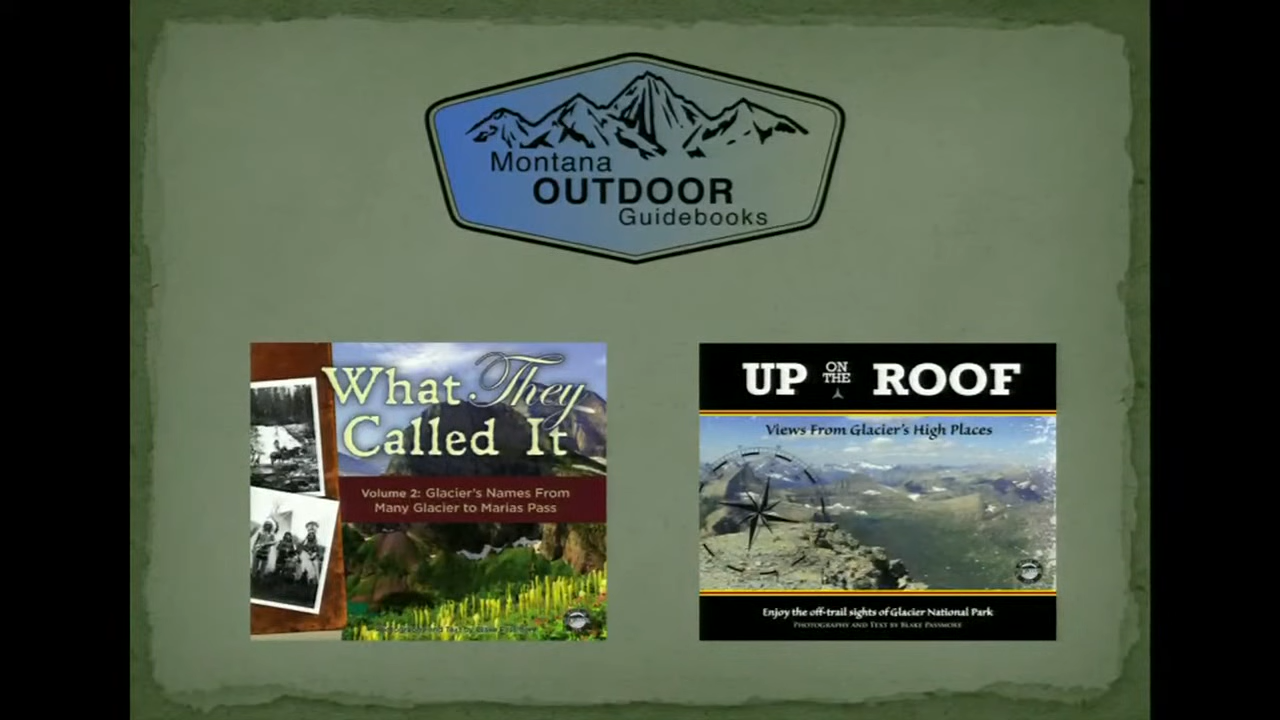 Montana
OUTDOOR
Guidebooks
What They
Called It
Volume 2: Glacier's Names From
Many Glacier to Marias Pass
UP ON THE ROOF
Views From Glacier's High Places
Enjoy the off-trail sights of Glacier National Park
PHOTOGRAPHY AND TEXT BY BLAKE PASSMORE